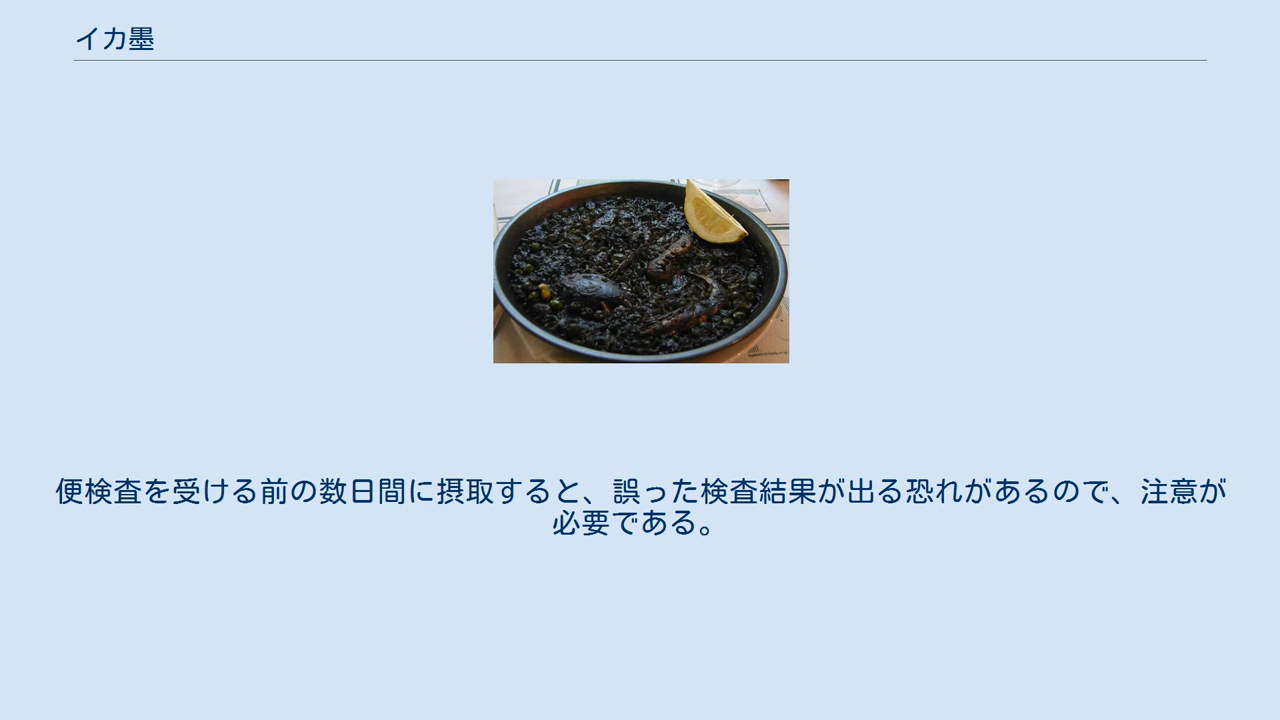 イカ墨
便検査を受ける前の数日間に摂取すると、誤った検査結果が出る恐れがあるので、注意が
必要である。